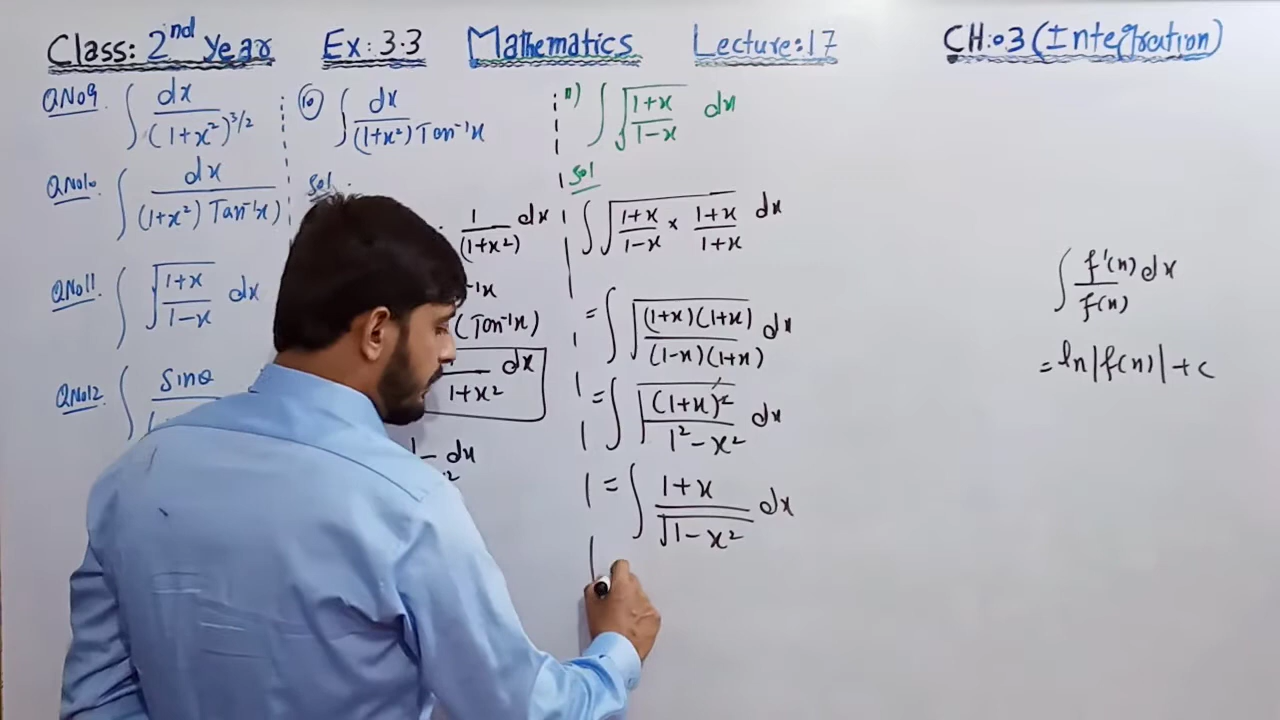 Class: 2nd Year Ex: 3.3 Mathematics Lecture: 17 CH:03 (Integration)
QNo9. ∫ dx/(1+x²)^3/2
QNo10. ∫ dx/((1+x²) Tan⁻¹x)
QNo11. ∫ √((1+x)/(1-x)) dx
QNo12. ∫ Sinθ
10) ∫ dx/((1+x²) Tan⁻¹x)
Sol:
1/(1+x²) dx
⁻¹x
(Tan⁻¹x)
/(1+x²) dx
dx
11) ∫ √((1+x)/(1-x)) dx
Sol
∫ √((1+x)/(1-x) × (1+x)/(1+x)) dx
= ∫ √((1+x)(1+x)/((1-x)(1+x))) dx
= ∫ √((1+x)²/(1²-x²)) dx
= ∫ (1+x)/√(1-x²) dx
∫ f'(x)/f(x) dx
= ln|f(x)| + c